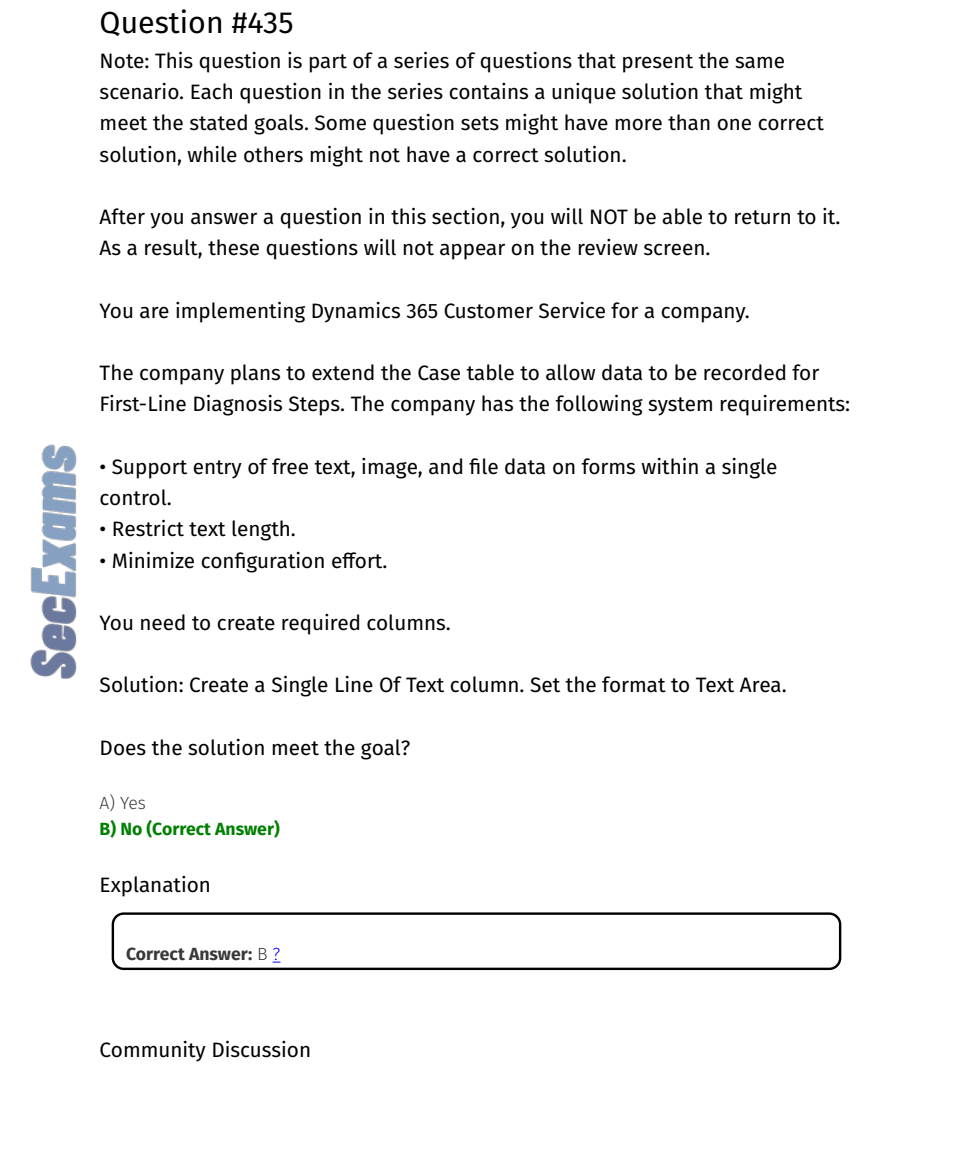 Question #435
Note: This question is part of a series of questions that present the same
scenario. Each question in the series contains a unique solution that might
meet the stated goals. Some question sets might have more than one correct
solution, while others might not have a correct solution.
After you answer a question in this section, you will NOT be able to return to it.
As a result, these questions will not appear on the review screen.
You are implementing Dynamics 365 Customer Service for a company.
The company plans to extend the Case table to allow data to be recorded for
First-Line Diagnosis Steps. The company has the following system requirements:
• Support entry of free text, image, and file data on forms within a single
control.
• Restrict text length.
• Minimize configuration effort.
You need to create required columns.
Solution: Create a Single Line Of Text column. Set the format to Text Area.
Does the solution meet the goal?
A) Yes
B) No (Correct Answer)
Explanation
Correct Answer: B ?
Community Discussion
SecExams